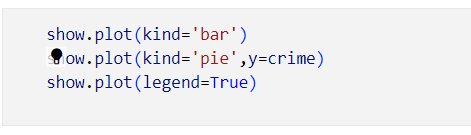 show.plot(kind='bar')
show.plot(kind='pie',y=crime)
show.plot(legend=True)